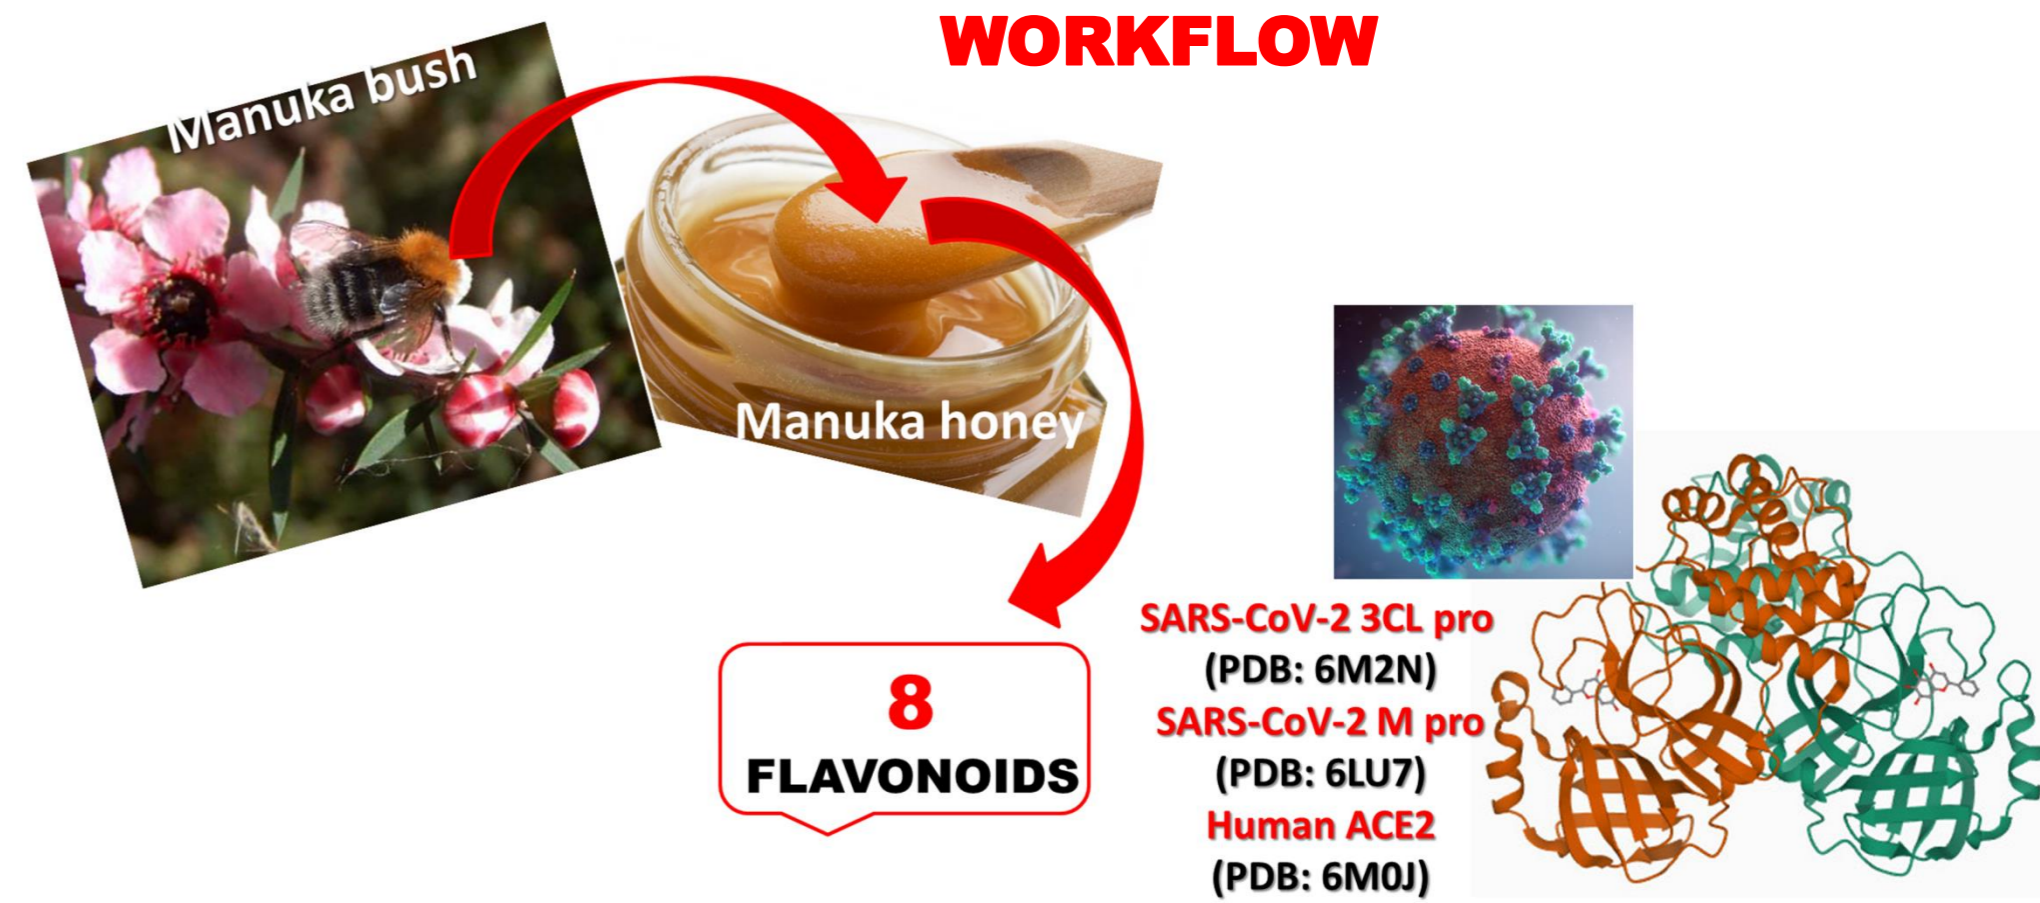 WORKFLOW
Manuka bush
Manuka honey
8
FLAVONOIDS
SARS-CoV-2 3CL pro
(PDB: 6M2N)
SARS-CoV-2 M pro
(PDB: 6LU7)
Human ACE2
(PDB: 6M0J)